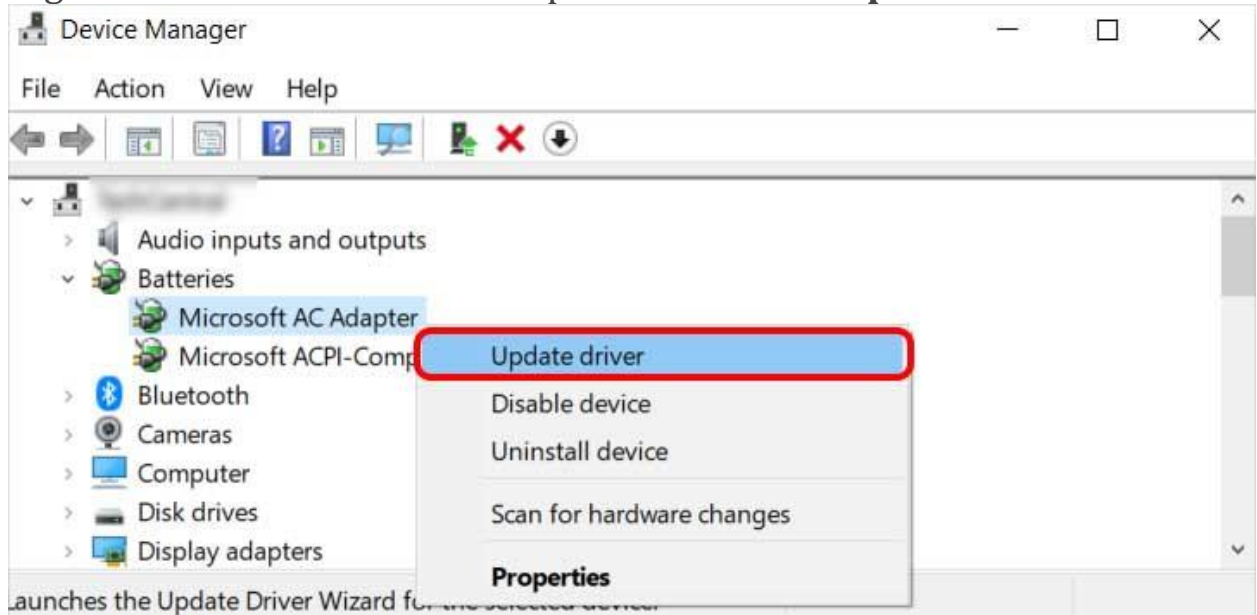 Device Manager
File Action View Help
Audio inputs and outputs
Batteries
Microsoft AC Adapter
Microsoft ACPI-Comp
Update driver
Disable device
Uninstall device
Scan for hardware changes
Properties
Bluetooth
Cameras
Computer
Disk drives
Display adapters
aunches the Update Driver Wizard for the selected device.